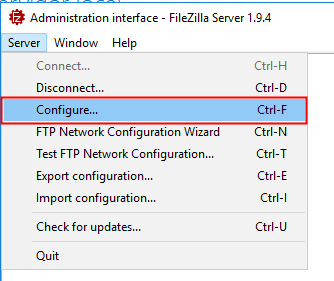 Administration interface - FileZilla Server 1.9.4
Server Window Help
Connect... Ctrl-H
Disconnect... Ctrl-D
Configure... Ctrl-F
FTP Network Configuration Wizard Ctrl-N
Test FTP Network Configuration... Ctrl-T
Export configuration... Ctrl-E
Import configuration... Ctrl-I
Check for updates... Ctrl-U
Quit